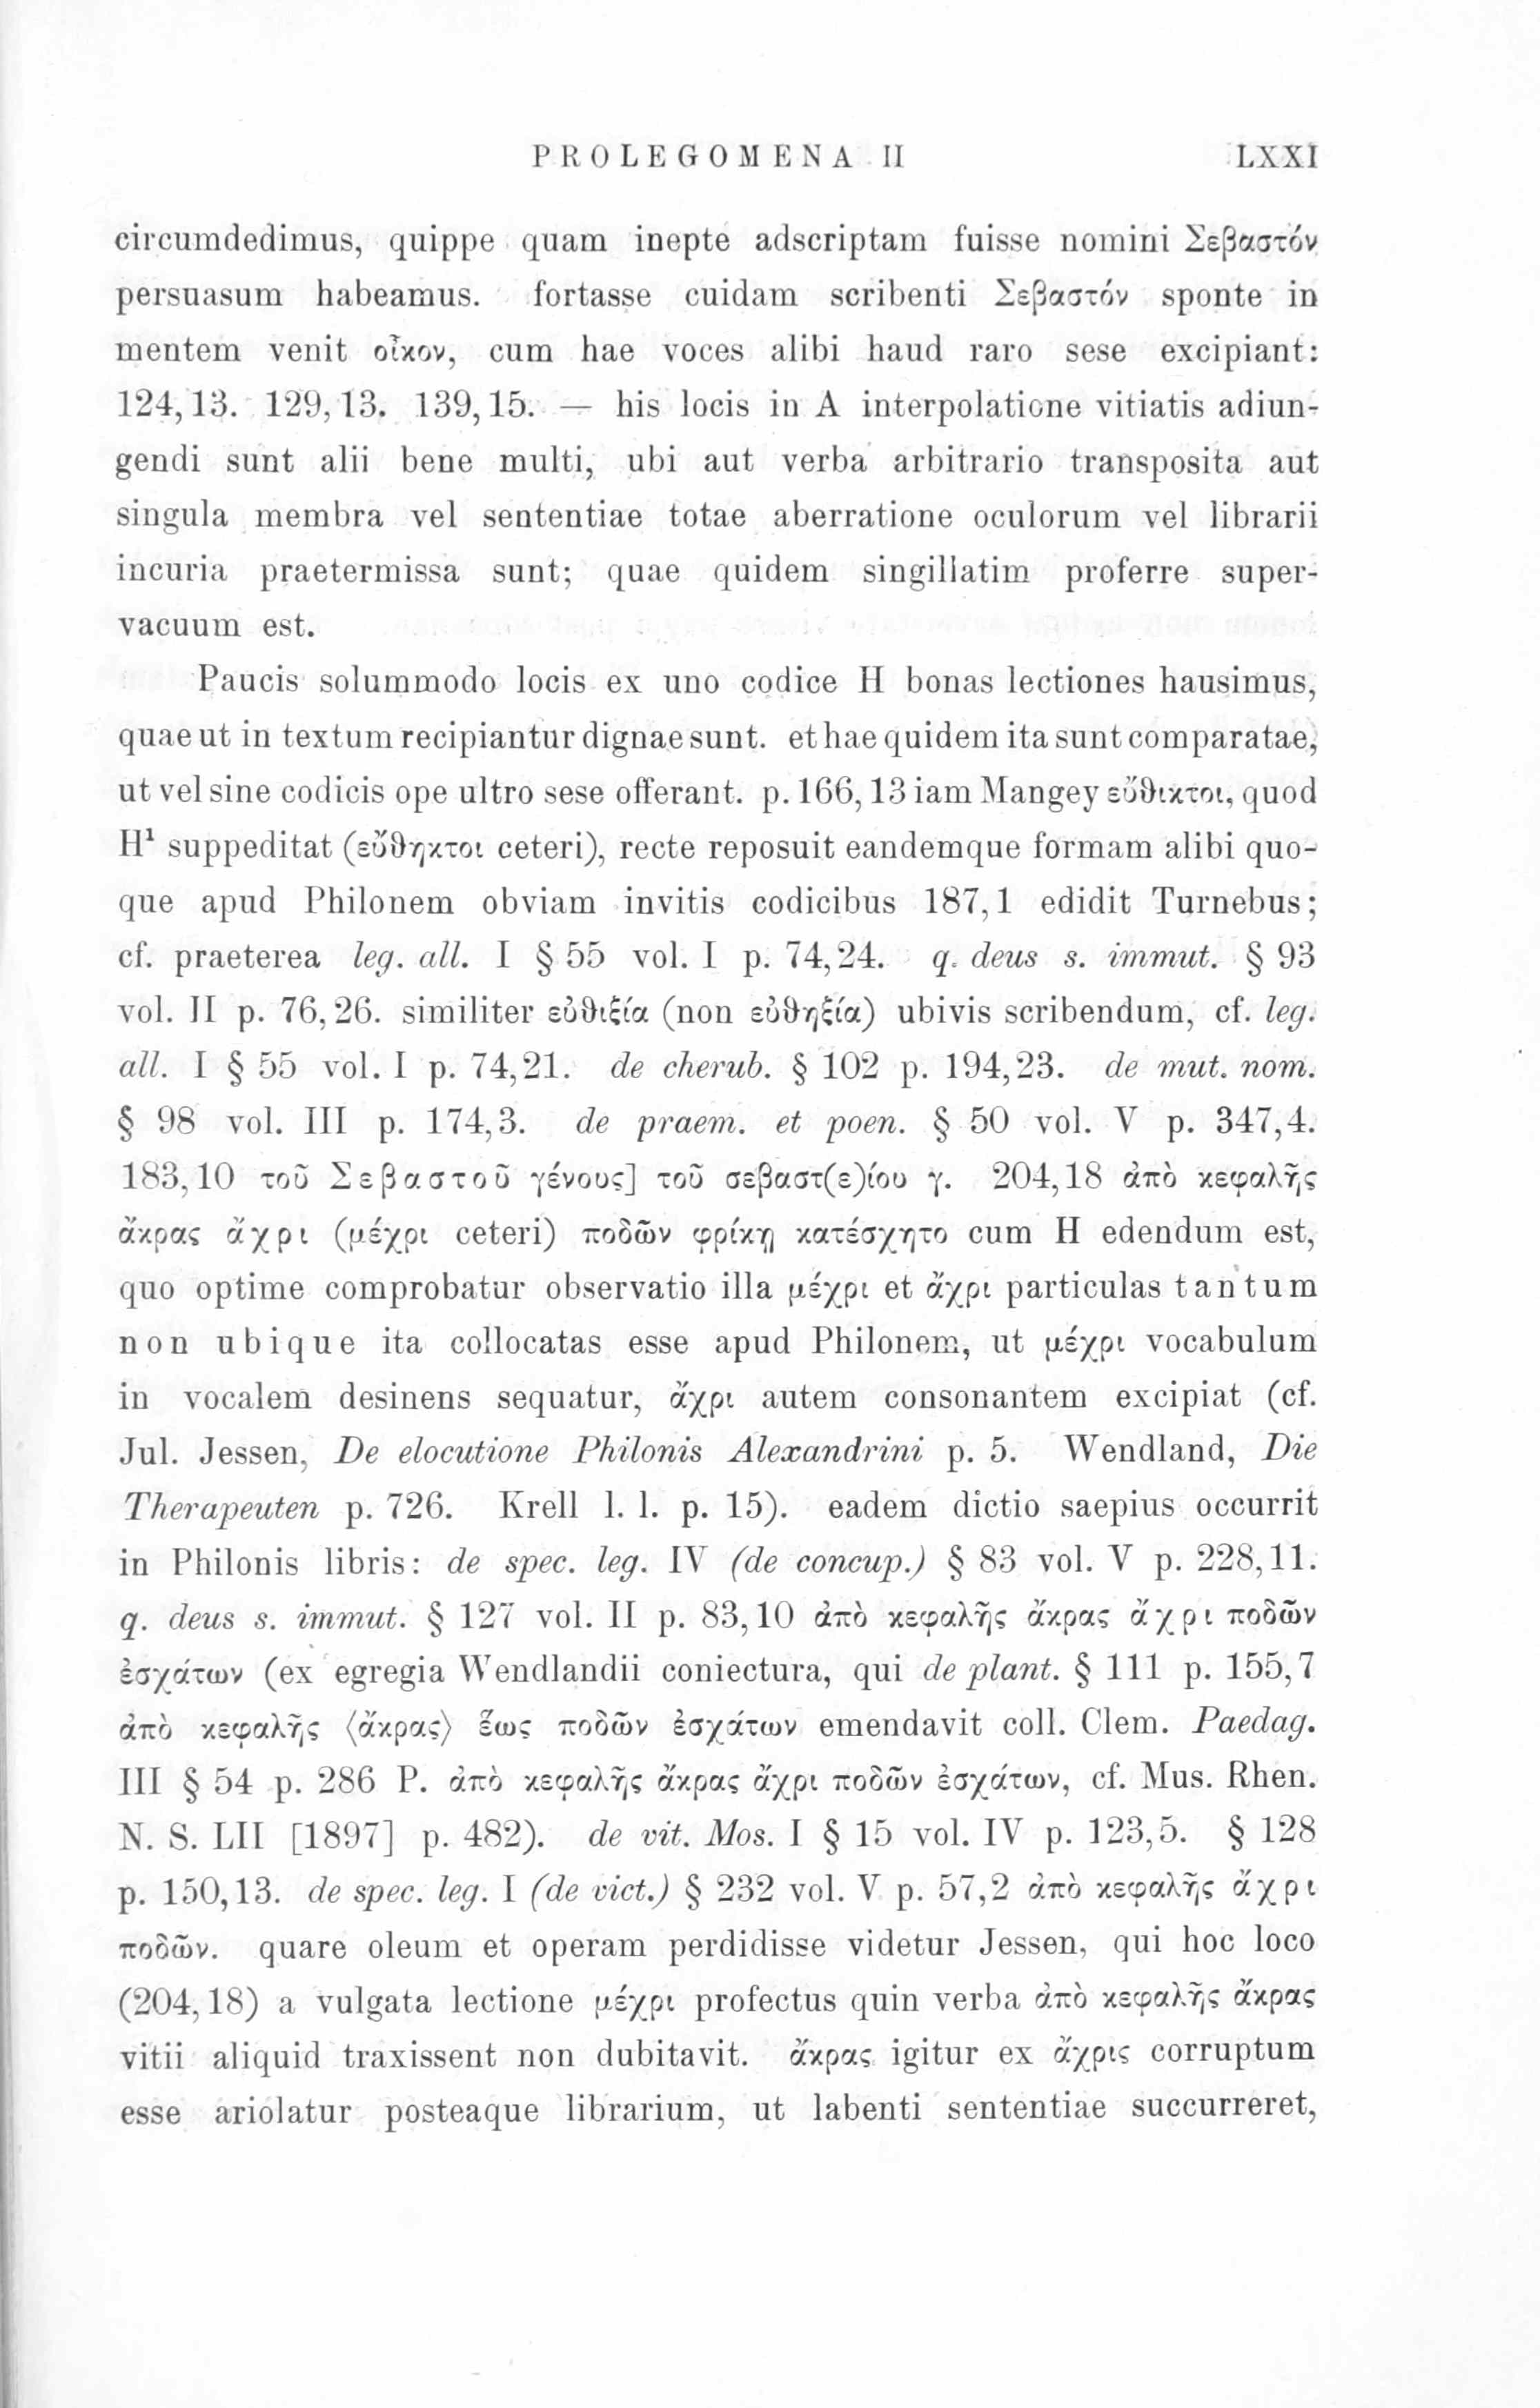 PROLEGOMENA II LXXI
circumdedimus, quippe quam inepte adscriptam fuisse nomini Σεβαστόν
persuasum habeamus. fortasse cuidam scribenti Σεβαστόν sponte in
mentem venit οἶκον, cum hae voces alibi haud raro sese excipiant:
124,13. 129,13. 139,15. — his locis in A interpolatione vitiatis adiun-
gendi sunt alii bene multi, ubi aut verba arbitrario transposita aut
singula membra vel sententiae totae aberratione oculorum vel librarii
incuria praetermissa sunt; quae quidem singillatim proferre super-
vacuum est.
Paucis solummodo locis ex uno codice H bonas lectiones hausimus,
quae ut in textum recipiantur dignae sunt. et hae quidem ita sunt comparatae,
ut vel sine codicis ope ultro sese offerant. p. 166,13 iam Mangey εὔθικτοι, quod
H¹ suppeditat (εὔθηκτοι ceteri), recte reposuit eandemque formam alibi quo-
que apud Philonem obviam invitis codicibus 187,1 edidit Turnebus;
cf. praeterea leg. all. I § 55 vol. I p. 74,24. q. deus s. immut. § 93
vol. II p. 76,26. similiter εὐθιξία (non εὐθηξία) ubivis scribendum, cf. leg.
all. I § 55 vol. I p. 74,21. de cherub. § 102 p. 194,23. de mut. nom.
§ 98 vol. III p. 174,3. de praem. et poen. § 50 vol. V p. 347,4.
183,10 τοῦ Σεβαστοῦ γένους] τοῦ σεβαστ(ε)ίου γ. 204,18 ἀπὸ κεφαλῆς
ἄκρας ἄχρι (μέχρι ceteri) ποδῶν φρίκῃ κατέσχητο cum H edendum est,
quo optime comprobatur observatio illa μέχρι et ἄχρι particulas tantum
non ubique ita collocatas esse apud Philonem, ut μέχρι vocabulum
in vocalem desinens sequatur, ἄχρι autem consonantem excipiat (cf.
Jul. Jessen, De elocutione Philonis Alexandrini p. 5. Wendland, Die
Therapeuten p. 726. Krell l. l. p. 15). eadem dictio saepius occurrit
in Philonis libris: de spec. leg. IV (de concup.) § 83 vol. V p. 228,11.
q. deus s. immut. § 127 vol. II p. 83,10 ἀπὸ κεφαλῆς ἄκρας ἄχρι ποδῶν
ἐσχάτων (ex egregia Wendlandii coniectura, qui de plant. § 111 p. 155,7
ἀπὸ κεφαλῆς ⟨ἄκρας⟩ ἕως ποδῶν ἐσχάτων emendavit coll. Clem. Paedag.
III § 54 p. 286 P. ἀπὸ κεφαλῆς ἄκρας ἄχρι ποδῶν ἐσχάτων, cf. Mus. Rhen.
N. S. LII [1897] p. 482). de vit. Mos. I § 15 vol. IV p. 123,5. § 128
p. 150,13. de spec. leg. I (de vict.) § 232 vol. V p. 57,2 ἀπὸ κεφαλῆς ἄχρι
ποδῶν. quare oleum et operam perdidisse videtur Jessen, qui hoc loco
(204,18) a vulgata lectione μέχρι profectus quin verba ἀπὸ κεφαλῆς ἄκρας
vitii aliquid traxissent non dubitavit. ἄκρας igitur ex ἄχρις corruptum
esse ariolatur posteaque librarium, ut labenti sententiae succurreret,